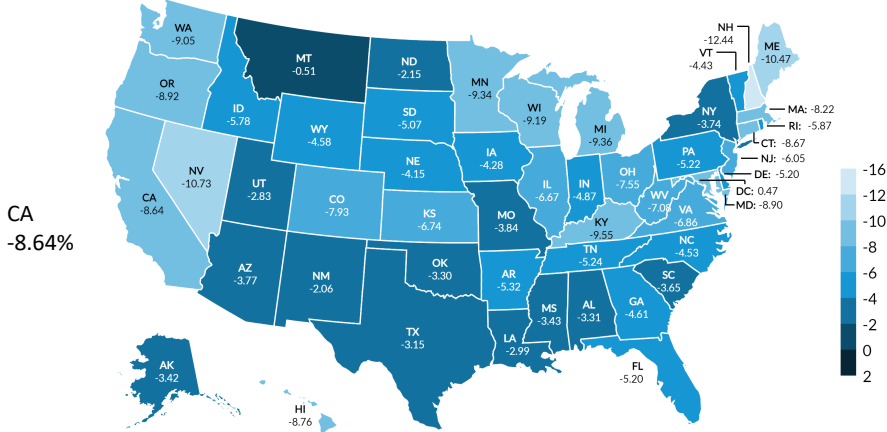 CA
-8.64%
WA
-9.05
OR
-8.92
CA
-8.64
NV
-10.73
ID
-5.78
MT
-0.51
WY
-4.58
UT
-2.83
AZ
-3.77
CO
-7.93
NM
-2.06
ND
-2.15
SD
-5.07
NE
-4.15
KS
-6.74
OK
-3.30
TX
-3.15
MN
-9.34
IA
-4.28
MO
-3.84
AR
-5.32
LA
-2.99
WI
-9.19
IL
-6.67
MI
-9.36
IN
-4.87
OH
-7.55
KY
-9.55
TN
-5.24
MS
-3.43
AL
-3.31
GA
-4.61
FL
-5.20
SC
-3.65
NC
-4.53
VA
-6.86
WV
-7.08
PA
-5.22
NY
-3.74
VT
-4.43
NH
-12.44
ME
-10.47
MA: -8.22
RI: -5.87
CT: -8.67
NJ: -6.05
DE: -5.20
DC: 0.47
MD: -8.90
AK
-3.42
HI
-8.76
-16
-12
-10
-8
-6
-4
-2
0
2